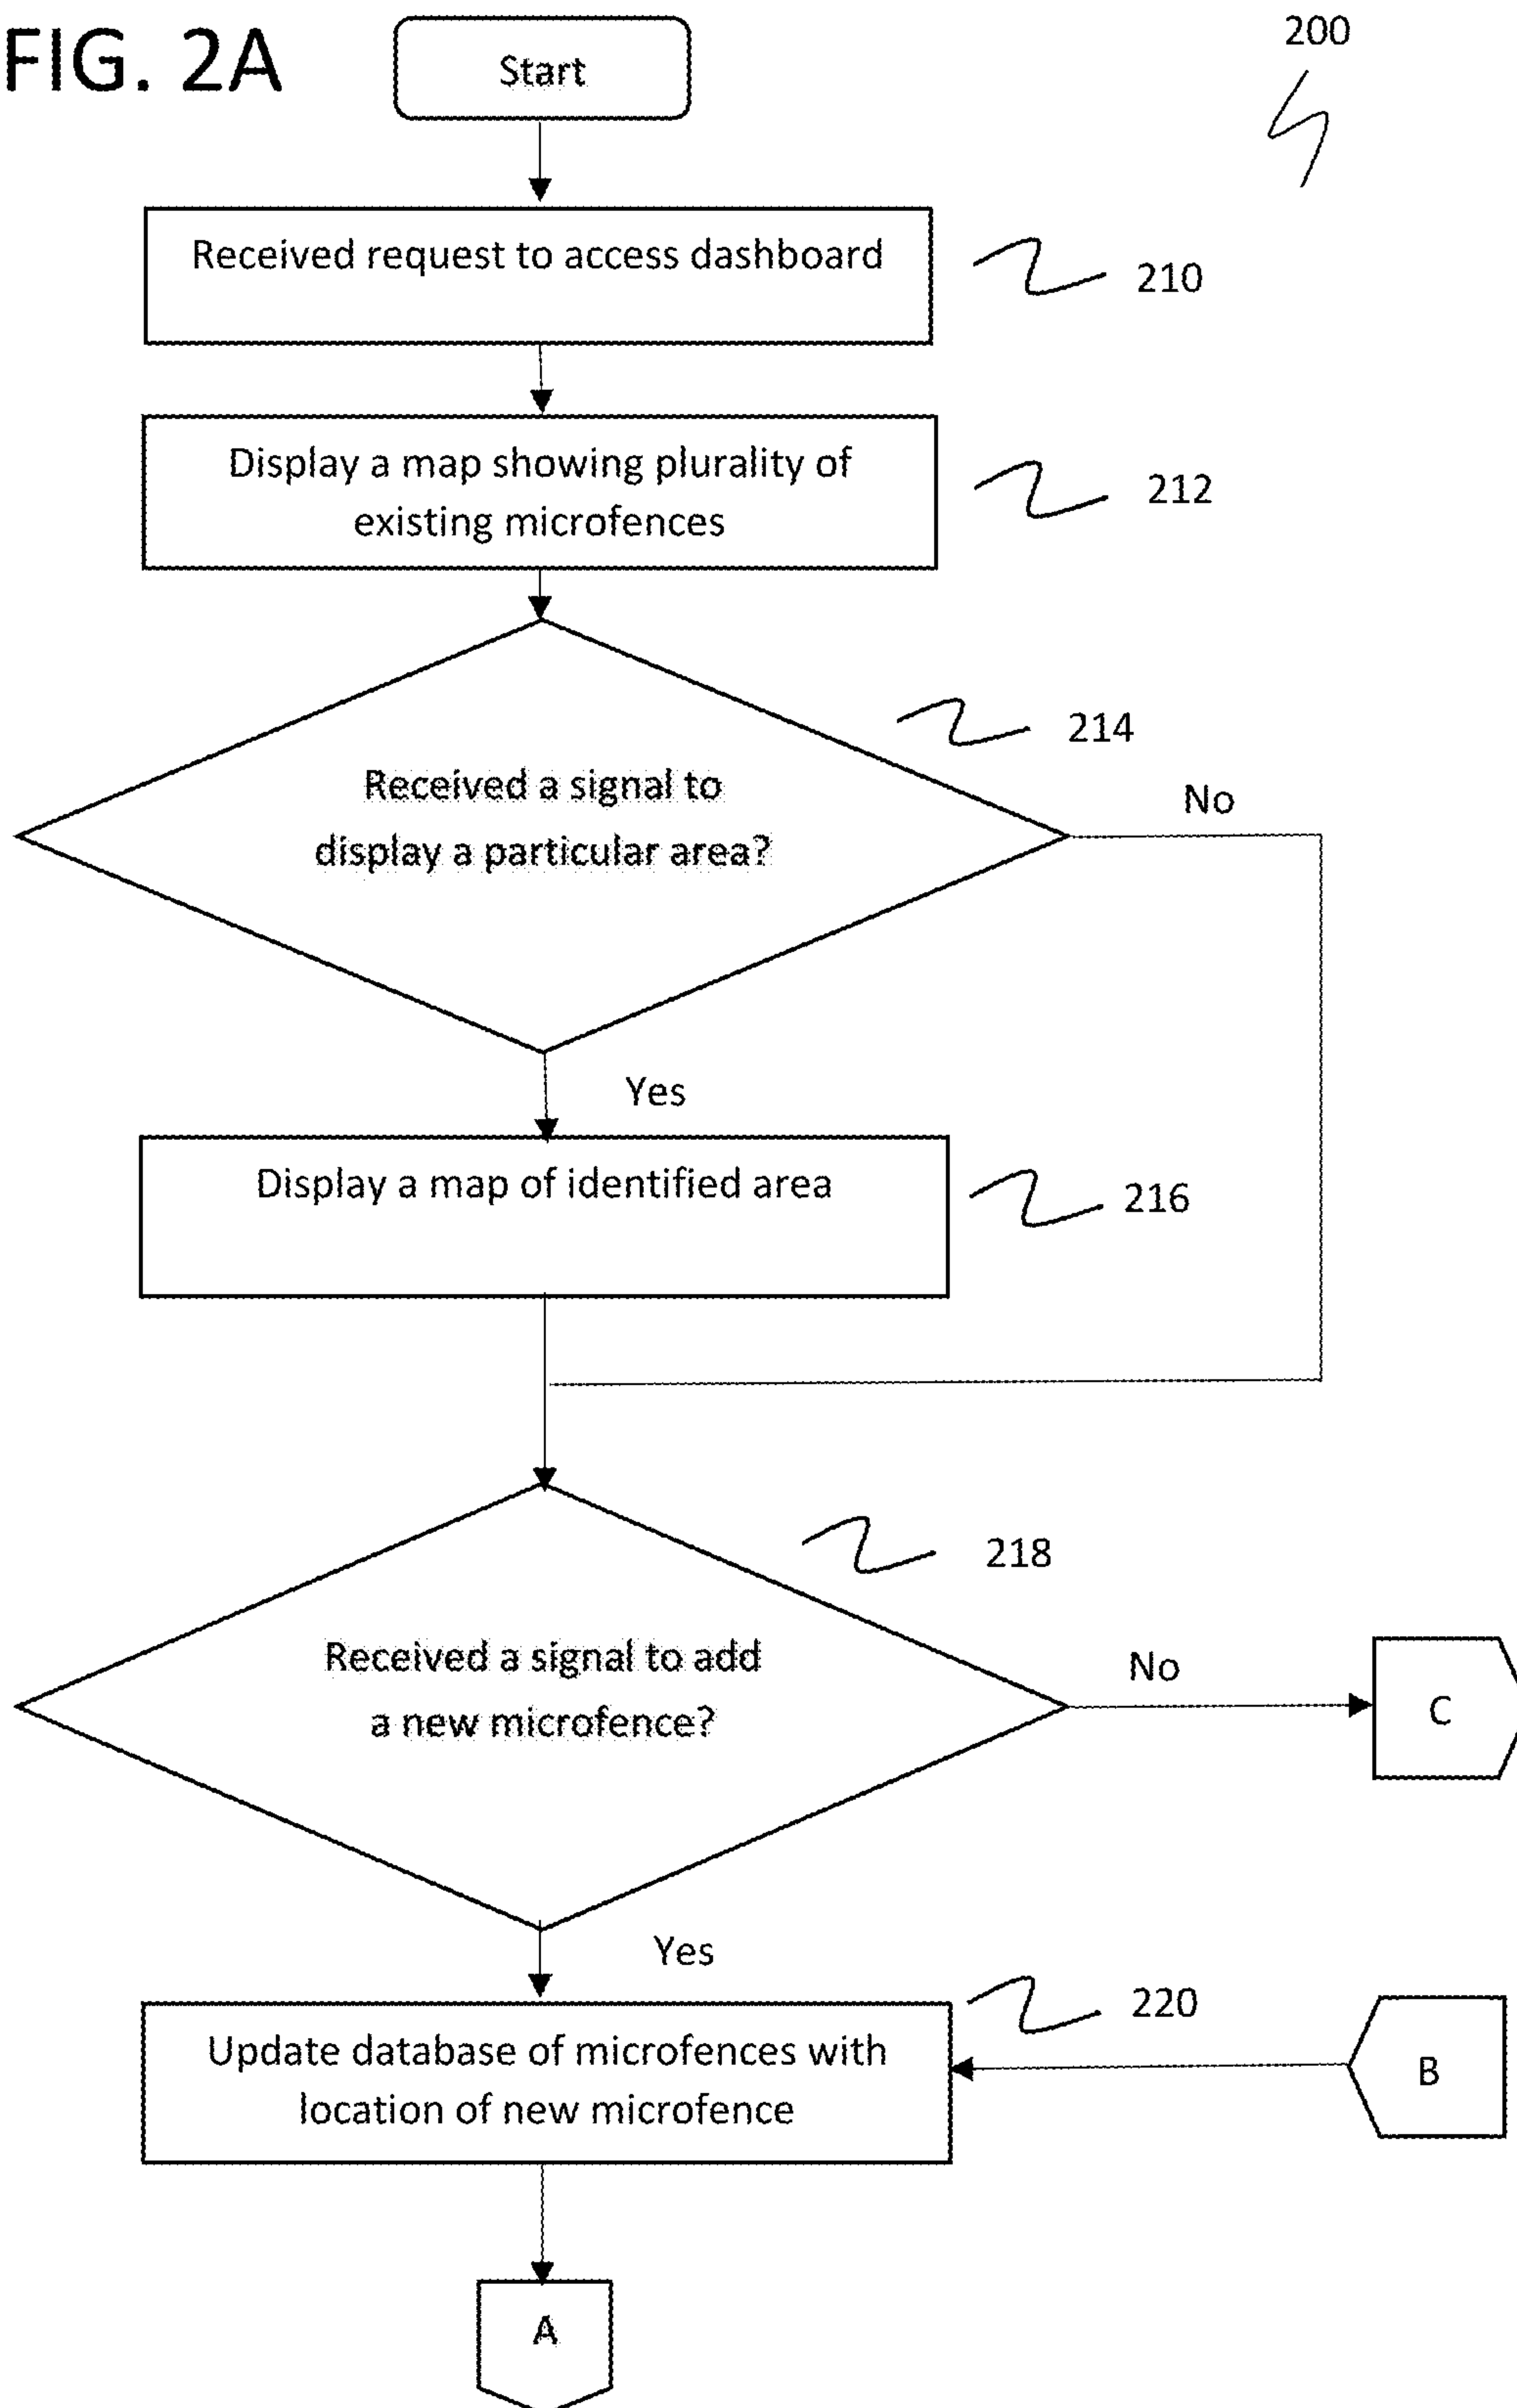 FIG. 2A
Start
200
Received request to access dashboard
210
Display a map showing plurality of
existing microfences
212
214
Received a signal to
display a particular area?
No
Yes
Display a map of identified area
216
218
Received a signal to add
a new microfence?
No
C
Yes
220
Update database of microfences with
location of new microfence
B
A